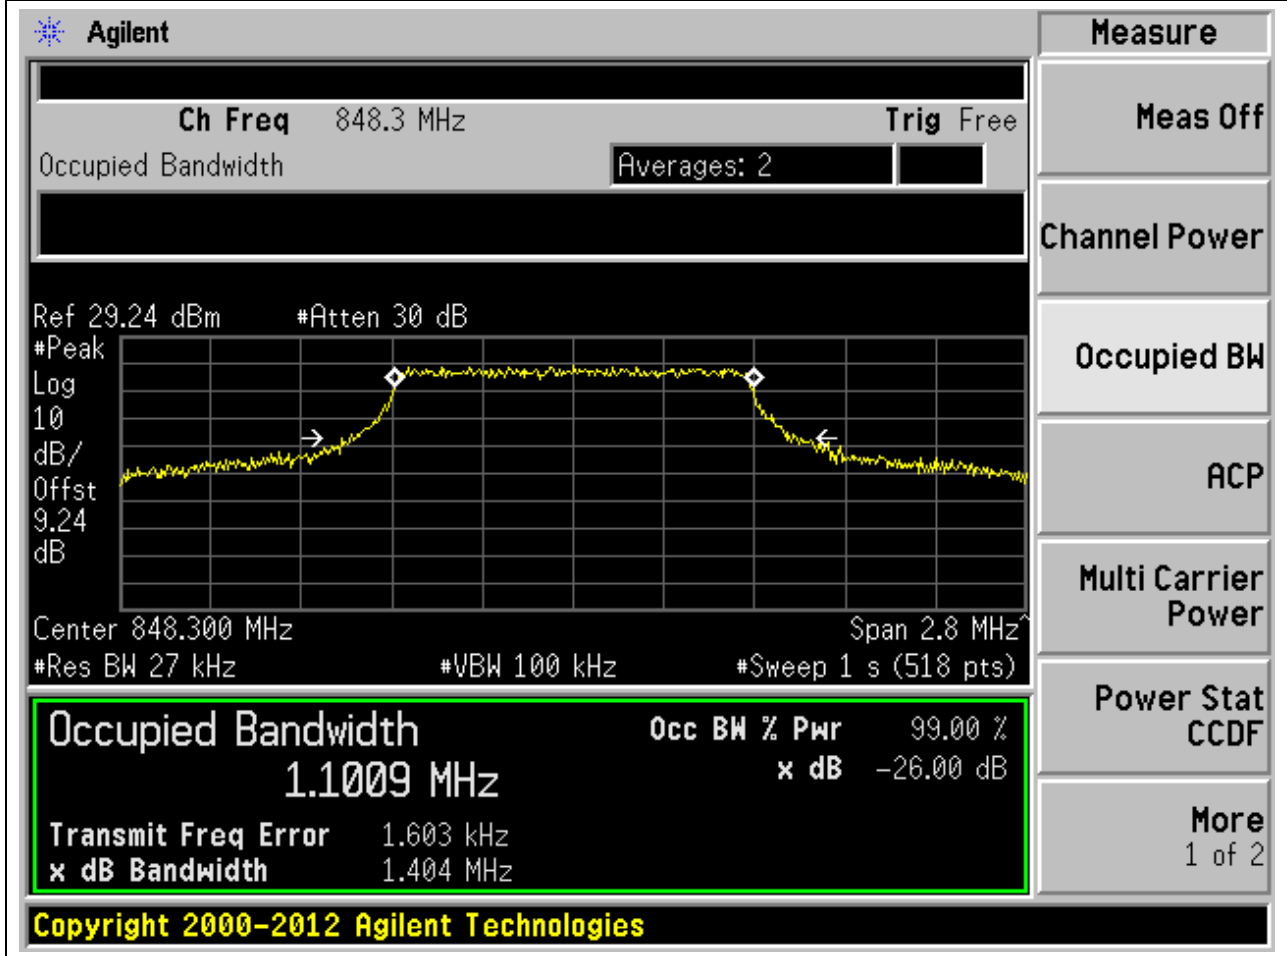 Agilent
Measure
Ch Freq 848.3 MHz Trig Free
Meas Off
Occupied Bandwidth Averages: 2
Channel Power
Ref 29.24 dBm #Atten 30 dB
#Peak
Log
10
dB/
Offst
9.24
dB
Occupied BW
ACP
Multi Carrier
Power
Center 848.300 MHz Span 2.8 MHz^
#Res BW 27 kHz #VBW 100 kHz #Sweep 1 s (518 pts)
Power Stat
CCDF
Occupied Bandwidth Occ BW % Pwr 99.00 %
1.1009 MHz x dB -26.00 dB
Transmit Freq Error 1.603 kHz
x dB Bandwidth 1.404 MHz
More
1 of 2
Copyright 2000-2012 Agilent Technologies